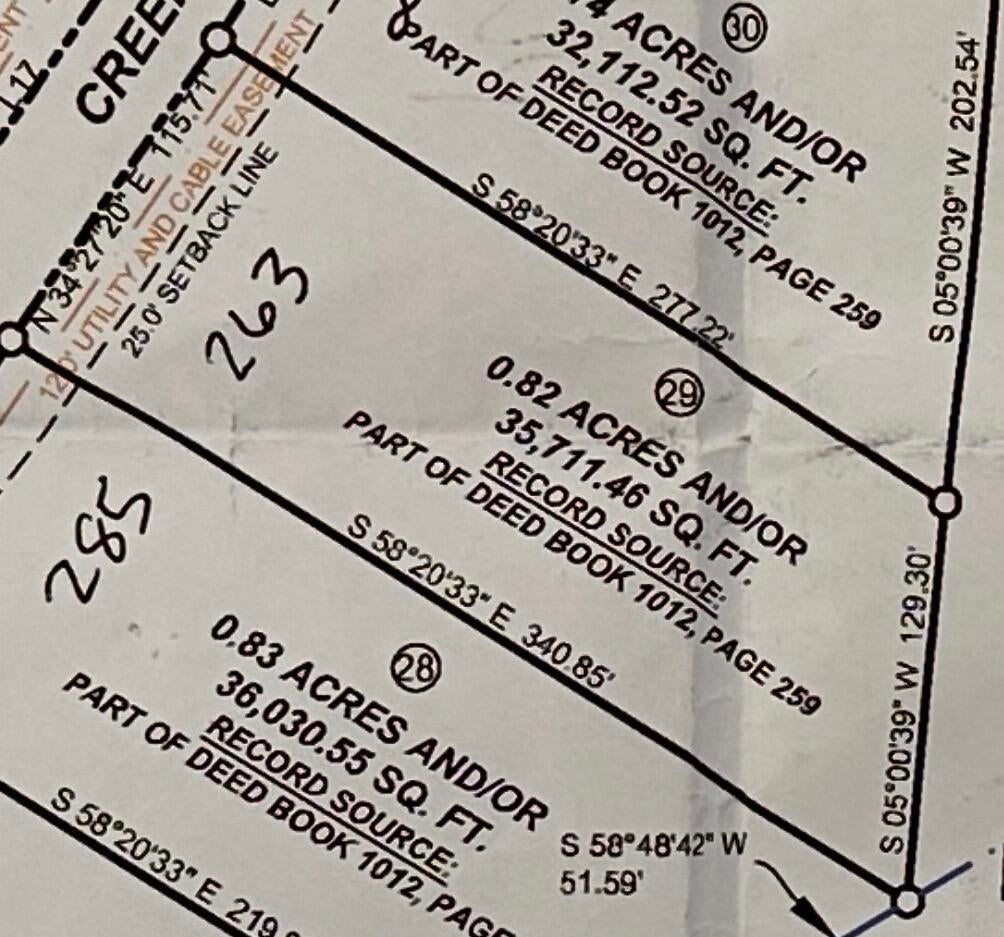 30
ACRES AND/OR
32,112.52 SQ. FT.
RECORD SOURCE:
PART OF DEED BOOK 1012, PAGE 259
S 05°00'39" W 202.54'
CREE
N 34°27'20" E 115.71'
UTILITY AND CABLE EASEMENT
25.0' SETBACK LINE
263
S 58°20'33" E 277.22'
29
0.82 ACRES AND/OR
35,711.46 SQ. FT.
RECORD SOURCE:
PART OF DEED BOOK 1012, PAGE 259
S 05°00'39" W 129.30'
285
S 58°20'33" E 340.85'
28
0.83 ACRES AND/OR
36,030.55 SQ. FT.
RECORD SOURCE:
PART OF DEED BOOK 1012, PAGE
S 58°48'42" W
51.59'
S 58°20'33" E 219